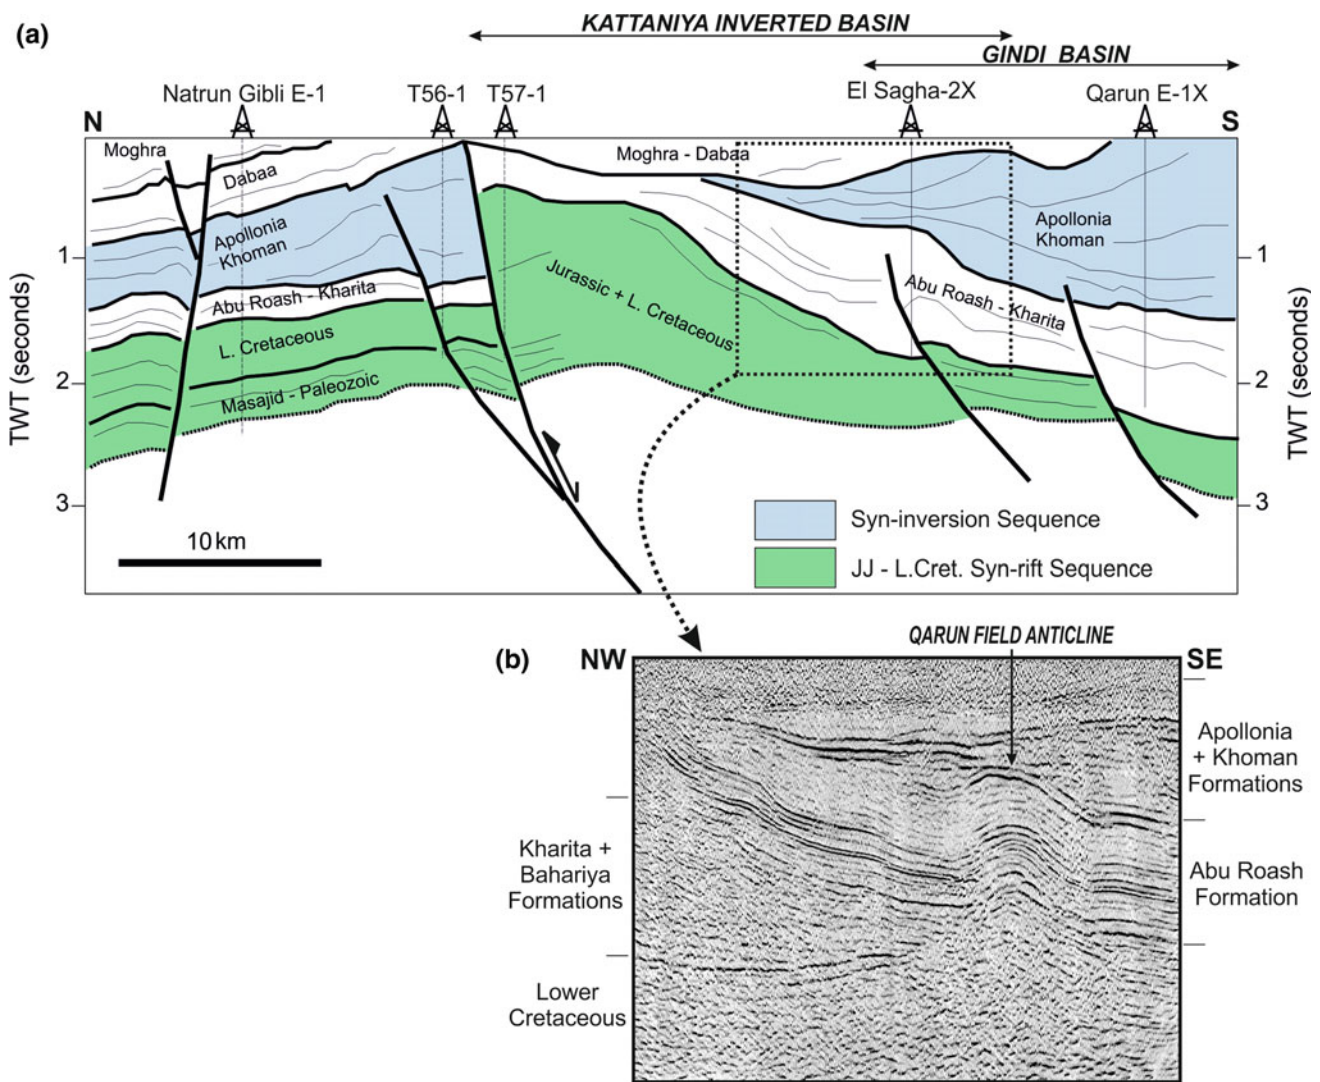 (a)
KATTANIYA INVERTED BASIN
GINDI BASIN
Natrun Gibli E-1
T56-1
T57-1
El Sagha-2X
Qarun E-1X
N
S
Moghra
Dabaa
Moghra - Dabaa
Apollonia
Khoman
Apollonia
Khoman
Abu Roash - Kharita
Abu Roash - Kharita
Jurassic + L. Cretaceous
L. Cretaceous
Masajid - Paleozoic
1
2
3
TWT (seconds)
1
2
3
TWT (seconds)
10 km
Syn-inversion Sequence
JJ - L.Cret. Syn-rift Sequence
(b)
NW
QARUN FIELD ANTICLINE
SE
Apollonia
+ Khoman
Formations
Kharita +
Bahariya
Formations
Abu Roash
Formation
Lower
Cretaceous